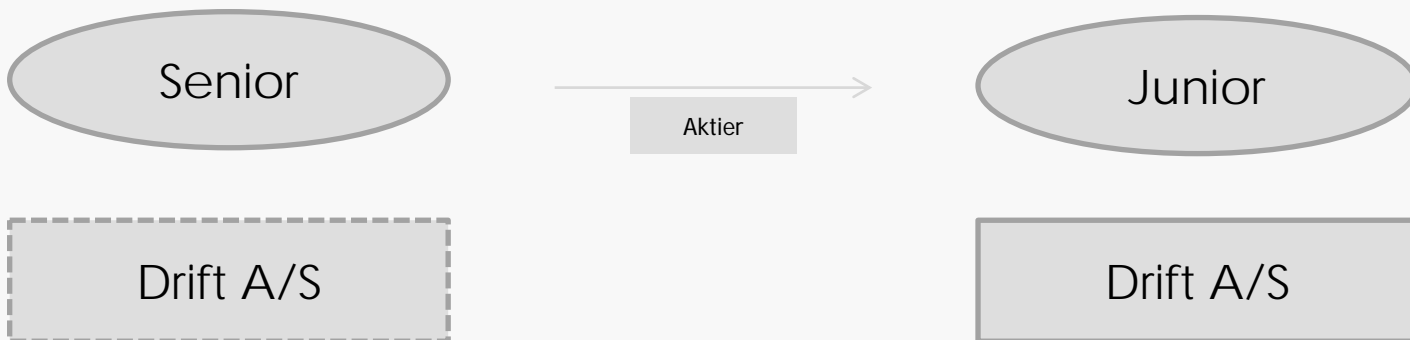 Senior
Junior
Aktier
Drift A/S
Drift A/S